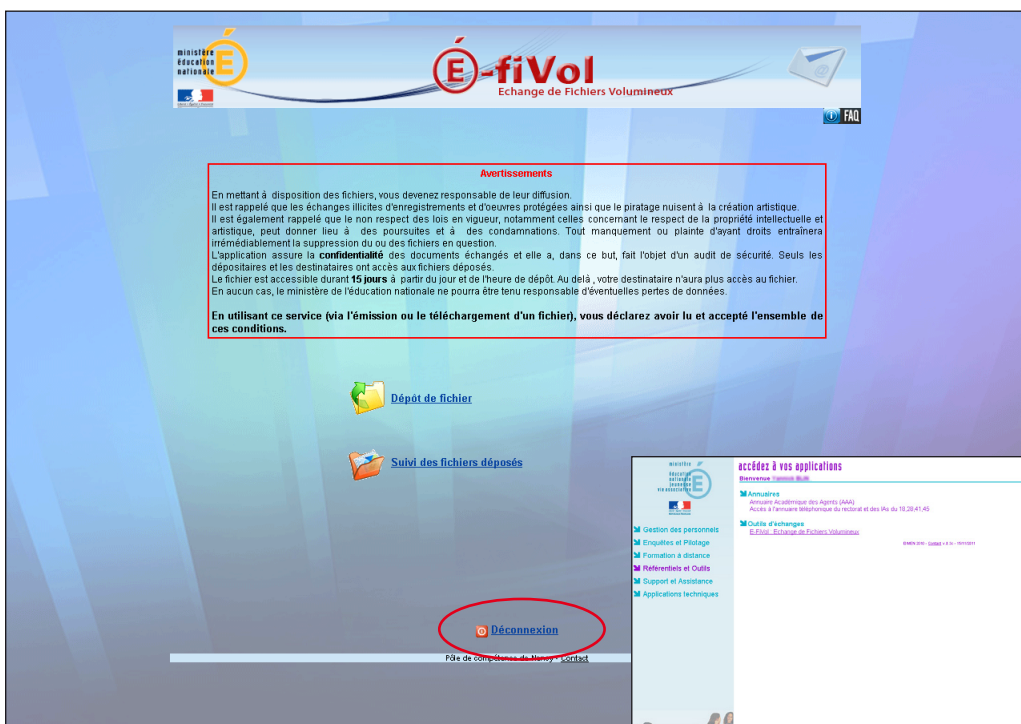 ministère
éducation
nationale
É
É-fiVol
Echange de Fichiers Volumineux
FAQ
Avertissements
En mettant à disposition des fichiers, vous devenez responsable de leur diffusion.
Il est rappelé que les échanges illicites d'enregistrements et d'oeuvres protégées ainsi que le piratage nuisent à la création artistique.
Il est également rappelé que le non respect des lois en vigueur, notamment celles concernant le respect de la propriété intellectuelle et
artistique, peut donner lieu à des poursuites et à des condamnations. Tout manquement ou plainte d'ayant droits entraînera
irrémédiablement la suppression du ou des fichiers en question.
L'application assure la confidentialité des documents échangés et elle a, dans ce but, fait l'objet d'un audit de sécurité. Seuls les
dépositaires et les destinataires ont accès aux fichiers déposés.
Le fichier est accessible durant 15 jours à partir du jour et de l'heure de dépôt. Au delà , votre destinataire n'aura plus accès au fichier.
En aucun cas, le ministère de l'éducation nationale ne pourra être tenu responsable d'éventuelles pertes de données.
En utilisant ce service (via l'émission ou le téléchargement d'un fichier), vous déclarez avoir lu et accepté l'ensemble de
ces conditions.
Dépôt de fichier
Suivi des fichiers déposés
Déconnexion
Pôle de compétence de Nancy - Contact
ministère
éducation
nationale
jeunesse
vie associative
É
Gestion des personnels
Enquêtes et Pilotage
Formation à distance
Référentiels et Outils
Support et Assistance
Applications techniques
accédez à vos applications
Bienvenue
Annuaires
Annuaire Académique des Agents (AAA)
Accès à l'annuaire téléphonique du rectorat et des IAs du 18,28,41,45
Outils d'échanges
E-FiVol : Echange de Fichiers Volumineux